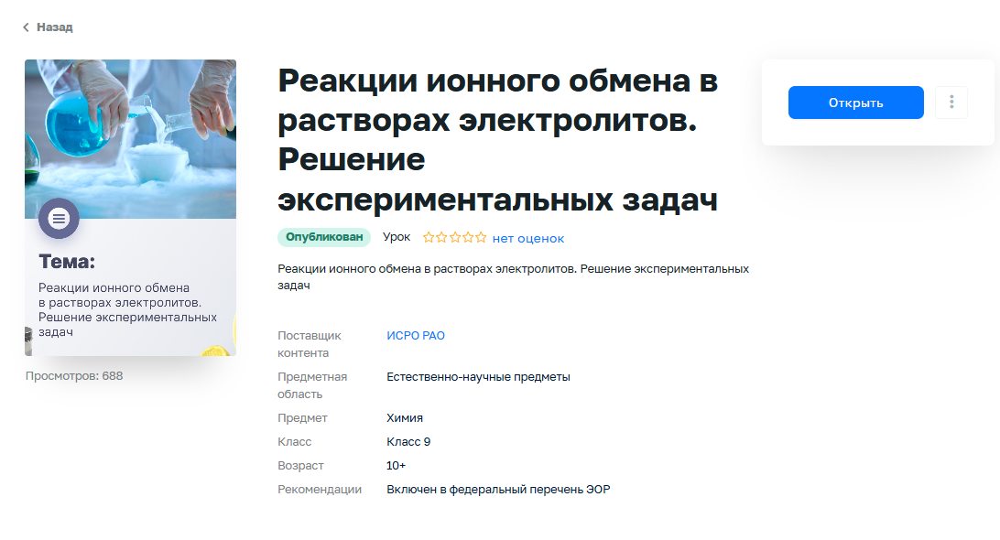 Назад
Тема:
Реакции ионного обмена
в растворах электролитов.
Решение экспериментальных
задач
Просмотров: 688
Реакции ионного обмена в
растворах электролитов.
Решение
экспериментальных задач
Опубликован Урок нет оценок
Реакции ионного обмена в растворах электролитов. Решение экспериментальных
задач
Поставщик контента ИСРО РАО
Предметная область Естественно-научные предметы
Предмет Химия
Класс Класс 9
Возраст 10+
Рекомендации Включен в федеральный перечень ЭОР
Открыть